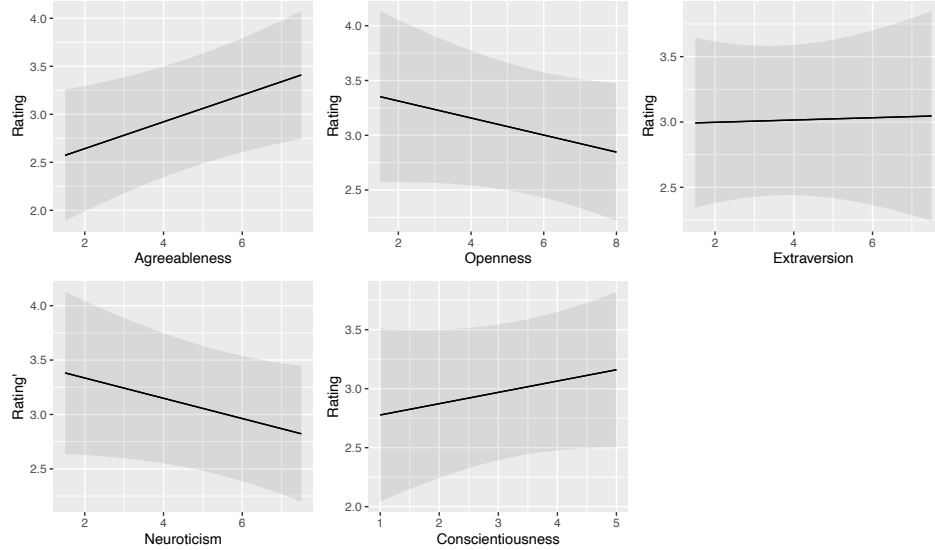 4.0
3.5
3.0
2.5
2.0
Rating
2 4 6
Agreeableness
4.0
3.5
3.0
2.5
Rating
2 4 6 8
Openness
3.5
3.0
2.5
Rating
2 4 6
Extraversion
4.0
3.5
3.0
2.5
Rating'
2 4 6
Neuroticism
3.5
3.0
2.5
2.0
Rating
1 2 3 4 5
Conscientiousness